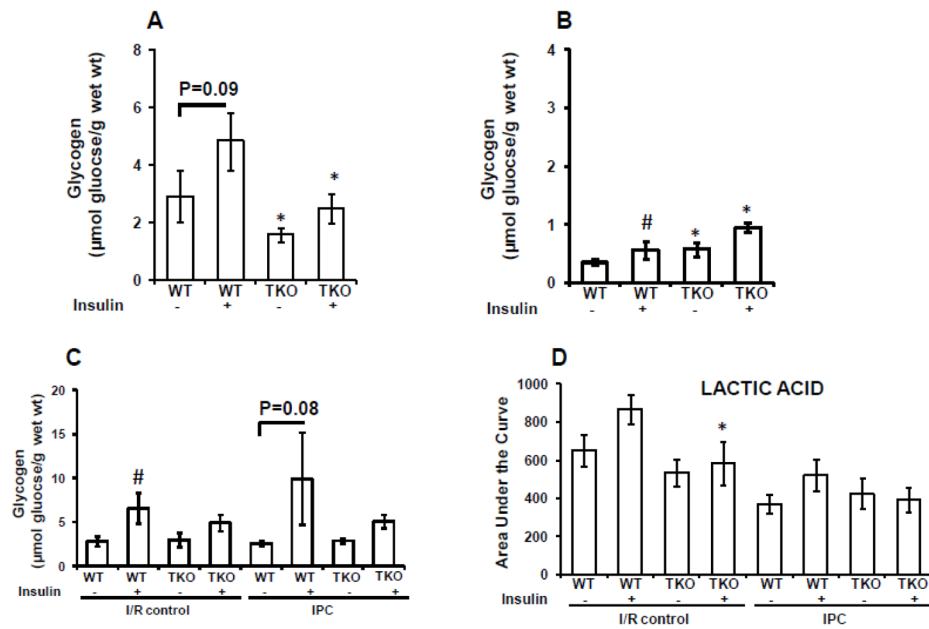 A
Glycogen
(µmol gluocse/g wet wt)
8
6
4
2
0
P=0.09
*
*
WT WT TKO TKO
Insulin - + - +
B
Glycogen
(µmol gluocse/g wet wt)
4
3
2
1
0
#
*
*
WT WT TKO TKO
Insulin - + - +
C
Glycogen
(µmol gluocse/g wet wt)
20
15
10
5
0
#
P=0.08
WT WT TKO TKO WT WT TKO TKO
Insulin - + - + - + - +
I/R control IPC
D
LACTIC ACID
Area Under the Curve
1000
800
600
400
200
0
*
WT WT TKO TKO WT WT TKO TKO
Insulin - + - + - + - +
I/R control IPC